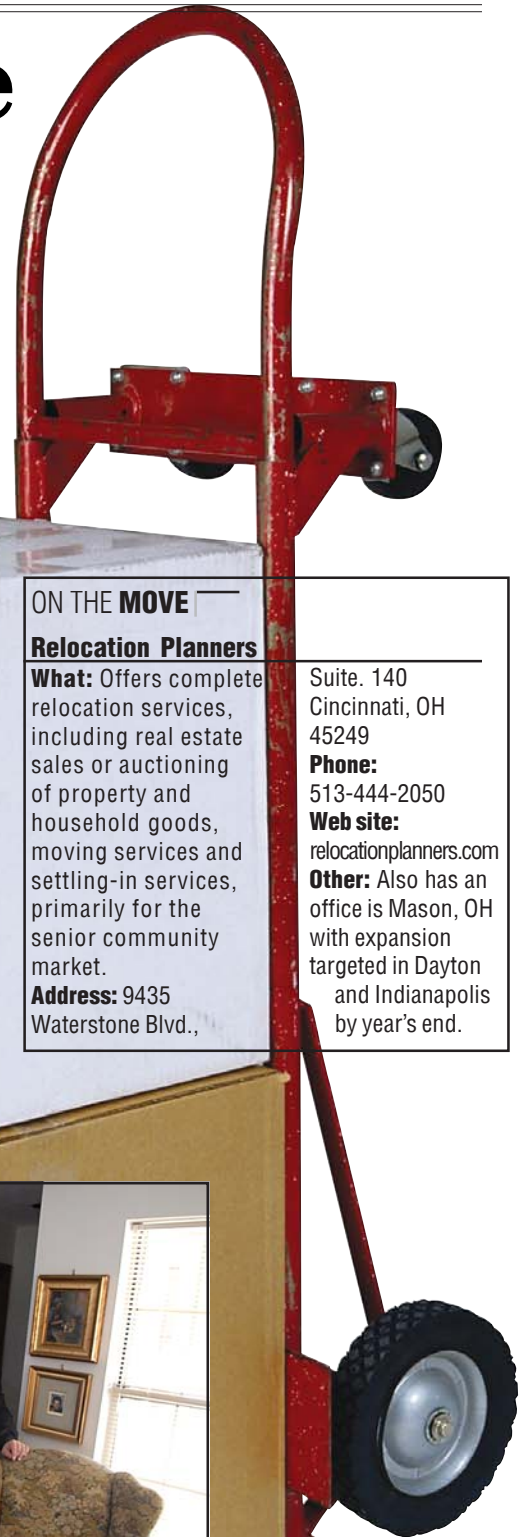 e
ON THE MOVE
Relocation Planners
What: Offers complete
relocation services,
including real estate
sales or auctioning
of property and
household goods,
moving services and
settling-in services,
primarily for the
senior community
market.
Address: 9435
Waterstone Blvd.,
Suite. 140
Cincinnati, OH
45249
Phone:
513-444-2050
Web site:
relocationplanners.com
Other: Also has an
office is Mason, OH
with expansion
targeted in Dayton
and Indianapolis
by year's end.